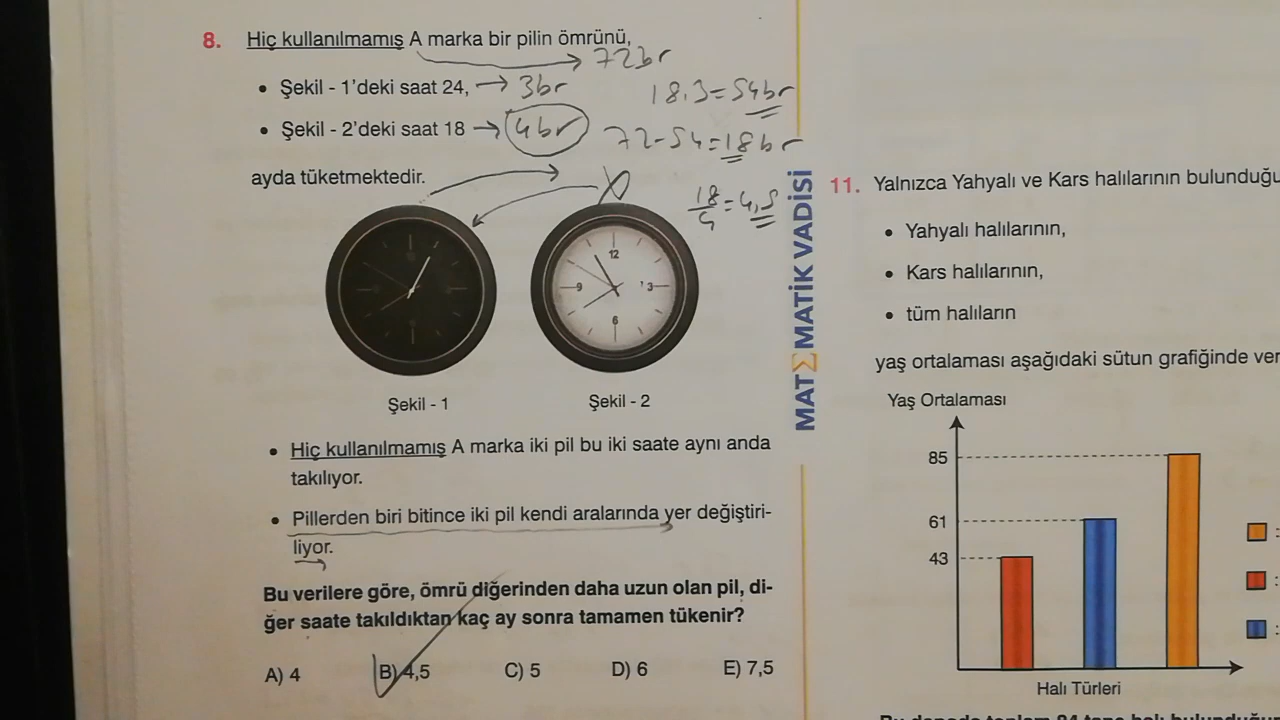 8. Hiç kullanılmamış A marka bir pilin ömrünü,
72br
• Şekil - 1'deki saat 24, → 3br
18.3=54br
• Şekil - 2'deki saat 18 → 4br
72-54=18br
ayda tüketmektedir.
18/4=4,5
12
3
6
9
Şekil - 1
Şekil - 2
• Hiç kullanılmamış A marka iki pil bu iki saate aynı anda
takılıyor.
• Pillerden biri bitince iki pil kendi aralarında yer değiştiri-
liyor.
Bu verilere göre, ömrü diğerinden daha uzun olan pil, di-
ğer saate takıldıktan kaç ay sonra tamamen tükenir?
A) 4 B) 4,5 C) 5 D) 6 E) 7,5
MATΣMATİK VADİSİ
11. Yalnızca Yahyalı ve Kars halılarının bulunduğu
• Yahyalı halılarının,
• Kars halılarının,
• tüm halıların
yaş ortalaması aşağıdaki sütun grafiğinde ver
Yaş Ortalaması
85
61
43
:
:
:
Halı Türleri